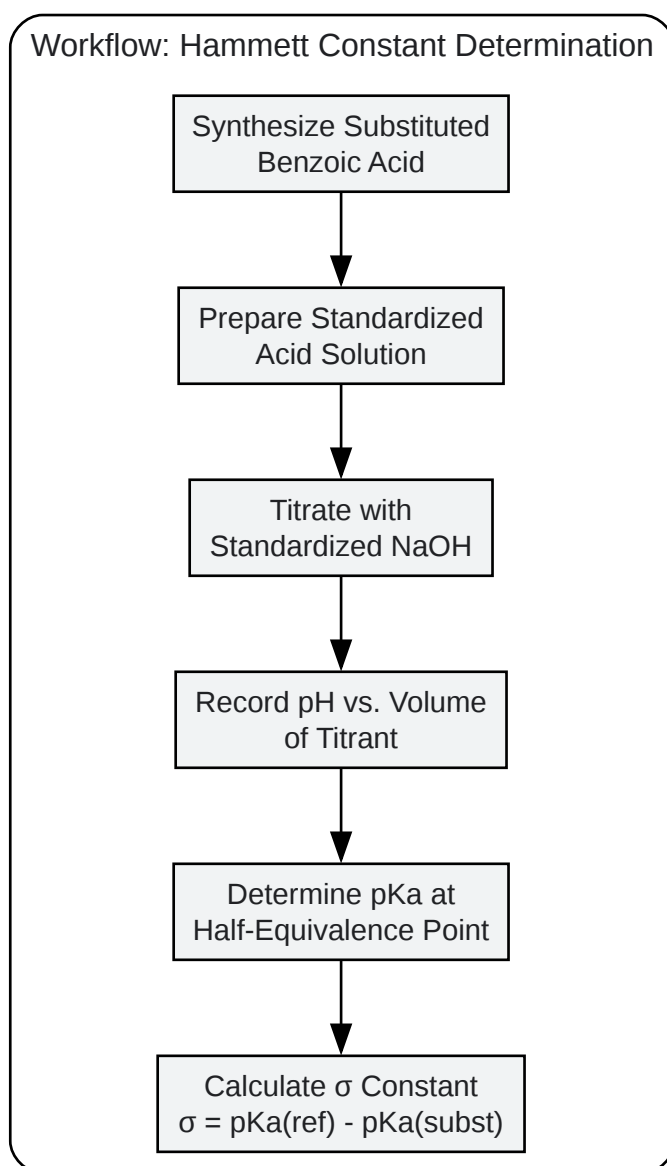 Workflow: Hammett Constant Determination
Synthesize Substituted
Benzoic Acid
Prepare Standardized
Acid Solution
Titrate with
Standardized NaOH
Record pH vs. Volume
of Titrant
Determine pKa at
Half-Equivalence Point
Calculate σ Constant
σ = pKa(ref) - pKa(subst)